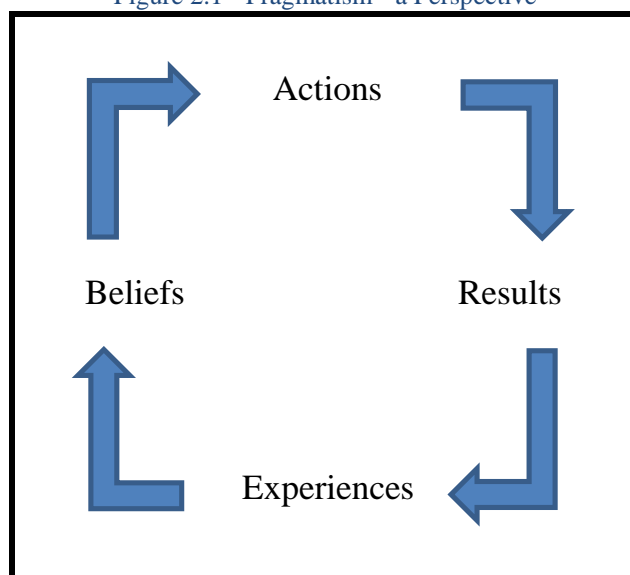 Figure 2.1 - Pragmatism - a Perspective
Actions
Beliefs
Results
Experiences